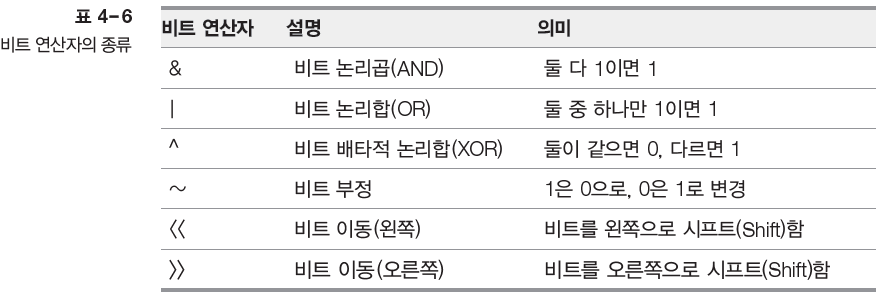 표 4-6
비트 연산자의 종류
비트 연산자 설명 의미
& 비트 논리곱(AND) 둘 다 1이면 1
| 비트 논리합(OR) 둘 중 하나만 1이면 1
^ 비트 배타적 논리합(XOR) 둘이 같으면 0, 다르면 1
~ 비트 부정 1은 0으로, 0은 1로 변경
<< 비트 이동(왼쪽) 비트를 왼쪽으로 시프트(Shift)함
>> 비트 이동(오른쪽) 비트를 오른쪽으로 시프트(Shift)함